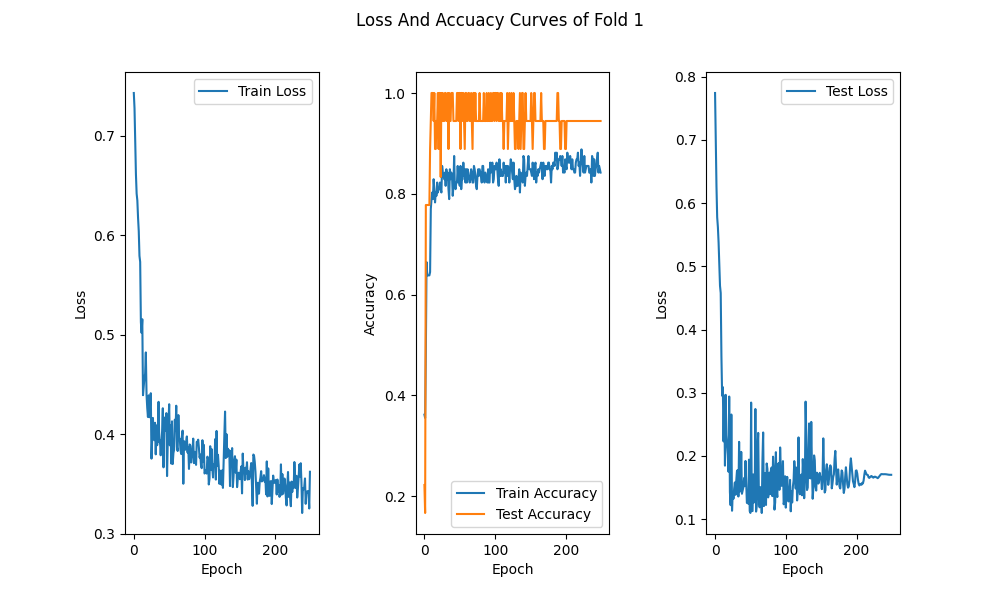 Loss And Accuacy Curves of Fold 1
Train Loss
0.7
0.6
0.5
0.4
0.3
Loss
0
100
200
Epoch
1.0
0.8
0.6
0.4
0.2
Accuracy
Train Accuracy
Test Accuracy
0
100
200
Epoch
Test Loss
0.8
0.7
0.6
0.5
0.4
0.3
0.2
0.1
Loss
0
100
200
Epoch